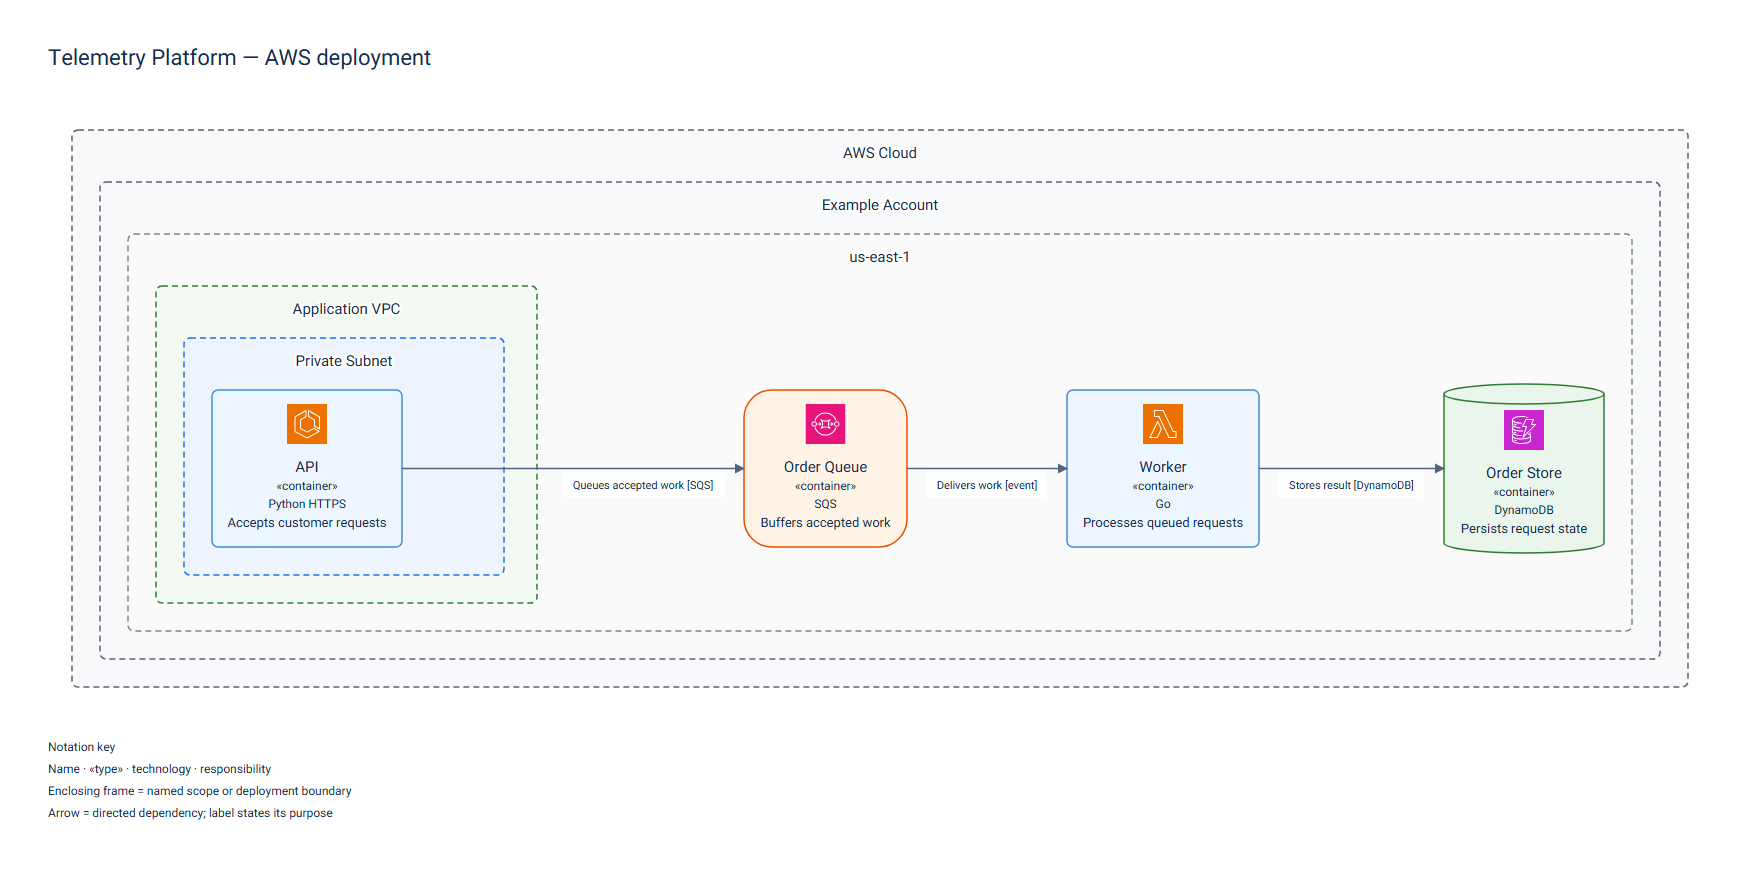 Telemetry Platform — AWS deployment
AWS Cloud
Example Account
us-east-1
Application VPC
Private Subnet
API
«container»
Python HTTPS
Accepts customer requests
Queues accepted work [SQS]
Order Queue
«container»
SQS
Buffers accepted work
Delivers work [event]
Worker
«container»
Go
Processes queued requests
Stores result [DynamoDB]
Order Store
«container»
DynamoDB
Persists request state
Notation key
Name · «type» · technology · responsibility
Enclosing frame = named scope or deployment boundary
Arrow = directed dependency; label states its purpose